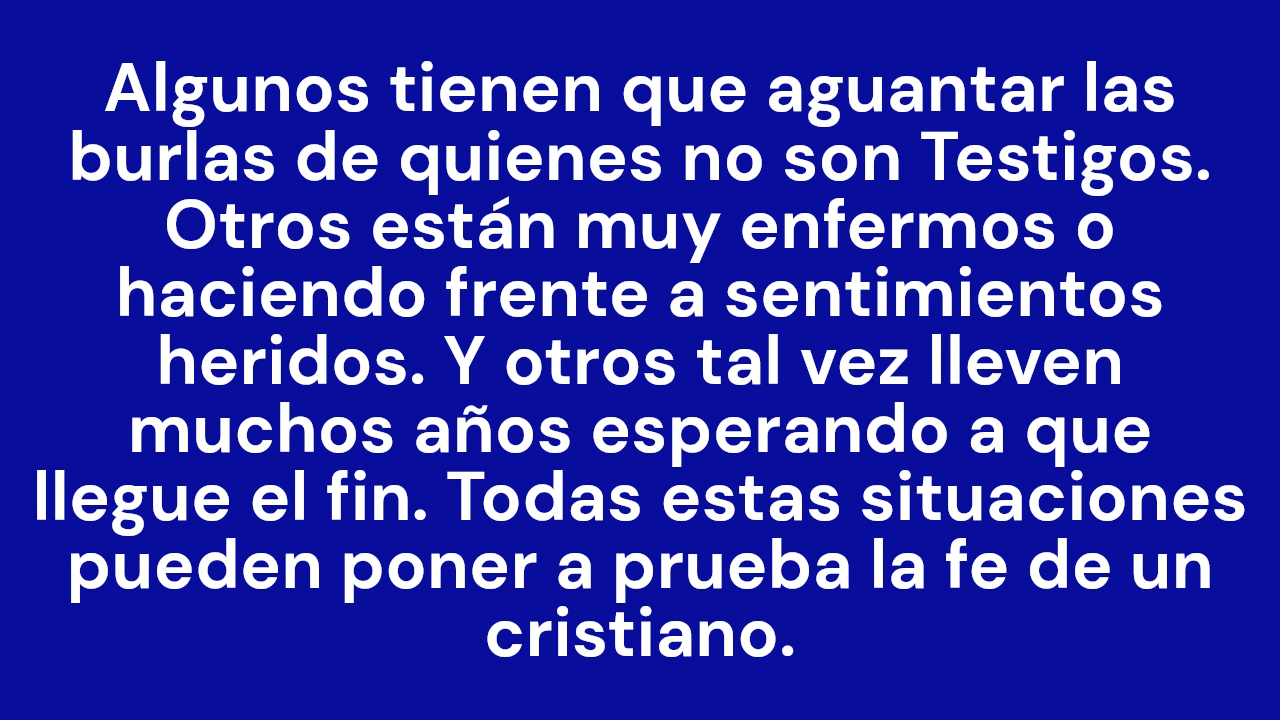 Algunos tienen que aguantar las
burlas de quienes no son Testigos.
Otros están muy enfermos o
haciendo frente a sentimientos
heridos. Y otros tal vez lleven
muchos años esperando a que
llegue el fin. Todas estas situaciones
pueden poner a prueba la fe de un
cristiano.